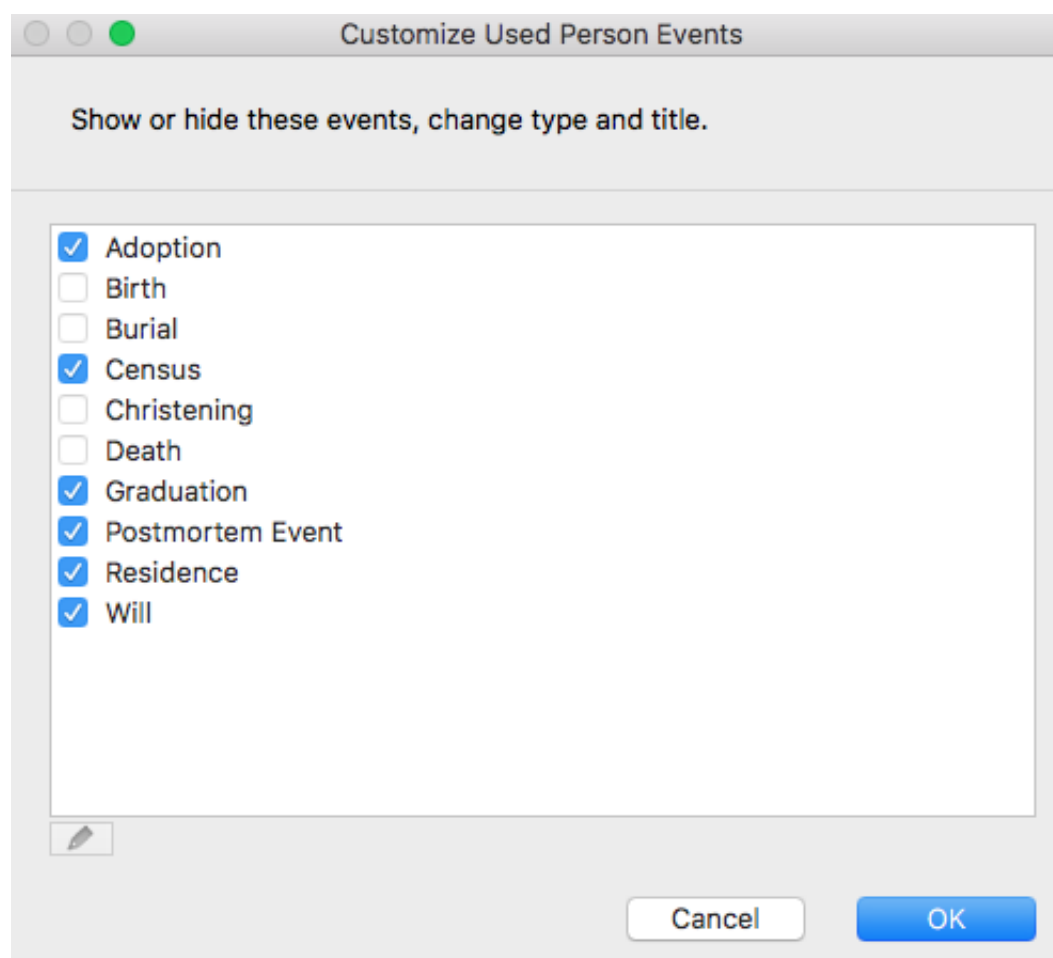 Customize Used Person Events
Show or hide these events, change type and title.
Adoption
Birth
Burial
Census
Christening
Death
Graduation
Postmortem Event
Residence
Will
Cancel
OK